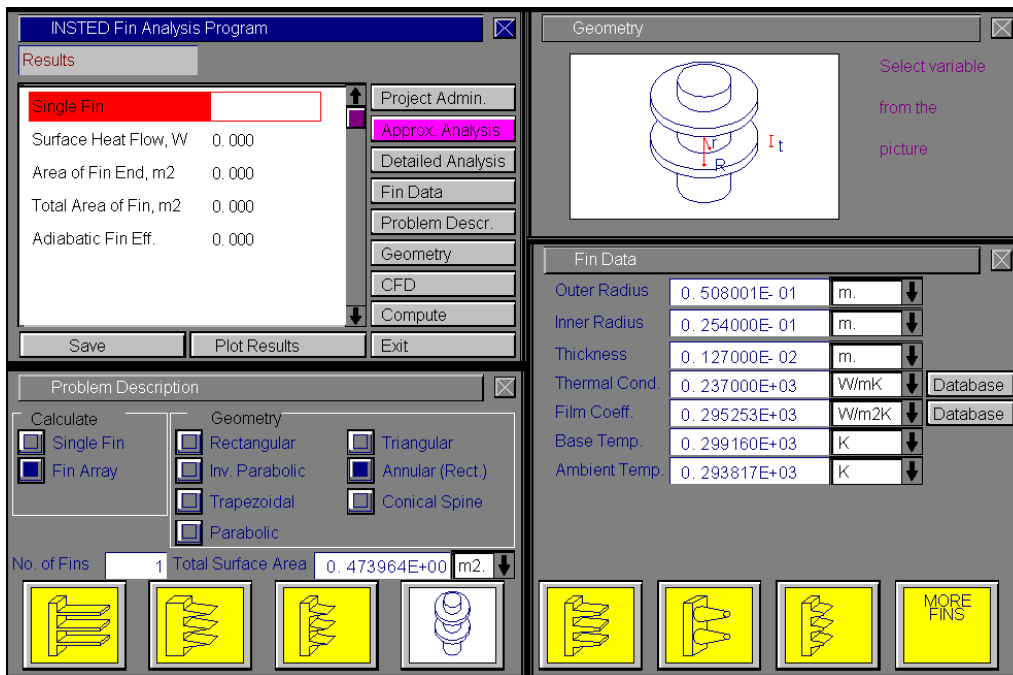 INSTED Fin Analysis Program
Results
Single Fin
Surface Heat Flow, W 0. 000
Area of Fin End, m2 0. 000
Total Area of Fin, m2 0. 000
Adiabatic Fin Eff. 0. 000
Project Admin.
Approx. Analysis
Detailed Analysis
Fin Data
Problem Descr.
Geometry
CFD
Compute
Save
Plot Results
Exit
Geometry
r
R
t
Select variable
from the
picture
Problem Description
Calculate
Single Fin
Fin Array
Geometry
Rectangular
Triangular
Inv. Parabolic
Annular (Rect.)
Trapezoidal
Conical Spine
Parabolic
No. of Fins 1 Total Surface Area 0. 473964E+00 m2.
Fin Data
Outer Radius 0. 508001E- 01 m.
Inner Radius 0. 254000E- 01 m.
Thickness 0. 127000E- 02 m.
Thermal Cond. 0. 237000E+03 W/mK Database
Film Coeff. 0. 295253E+03 W/m2K Database
Base Temp. 0. 299160E+03 K
Ambient Temp. 0. 293817E+03 K
MORE
FINS